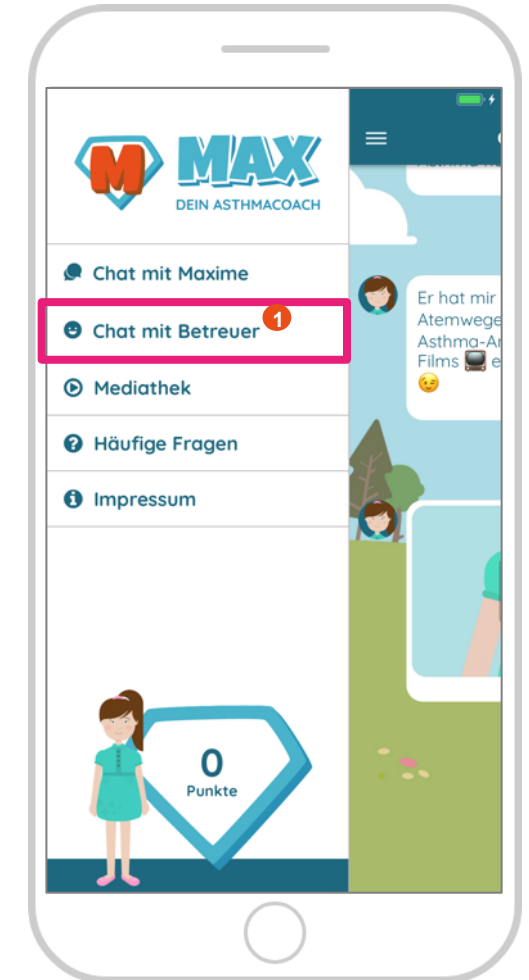 M MAX
DEIN ASTHMACOACH
Chat mit Maxime
Chat mit Betreuer 1
Mediathek
Häufige Fragen
Impressum
0
Punkte
Er hat mir
Atemwege
Asthma-
Films